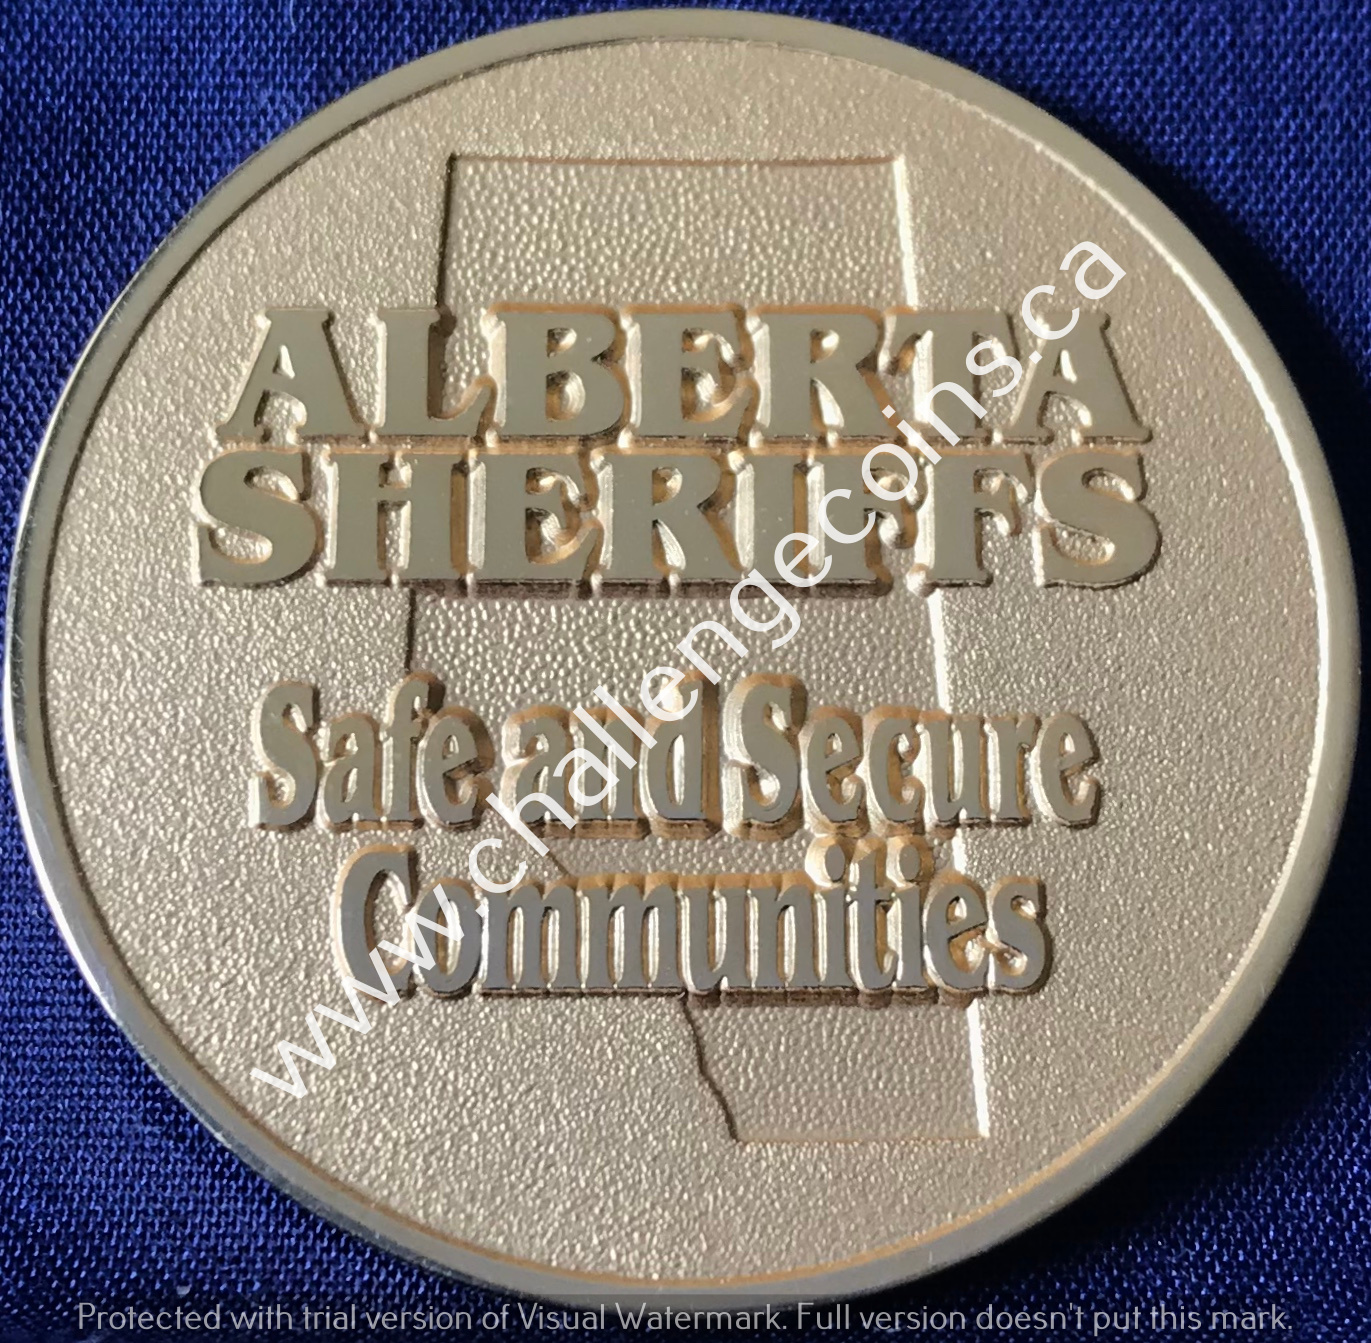 ALBERTA
SHERIFFS
Safe and Secure
Communities
www.challengecoins.ca
Protected with trial version of Visual Watermark. Full version doesn't put this mark.